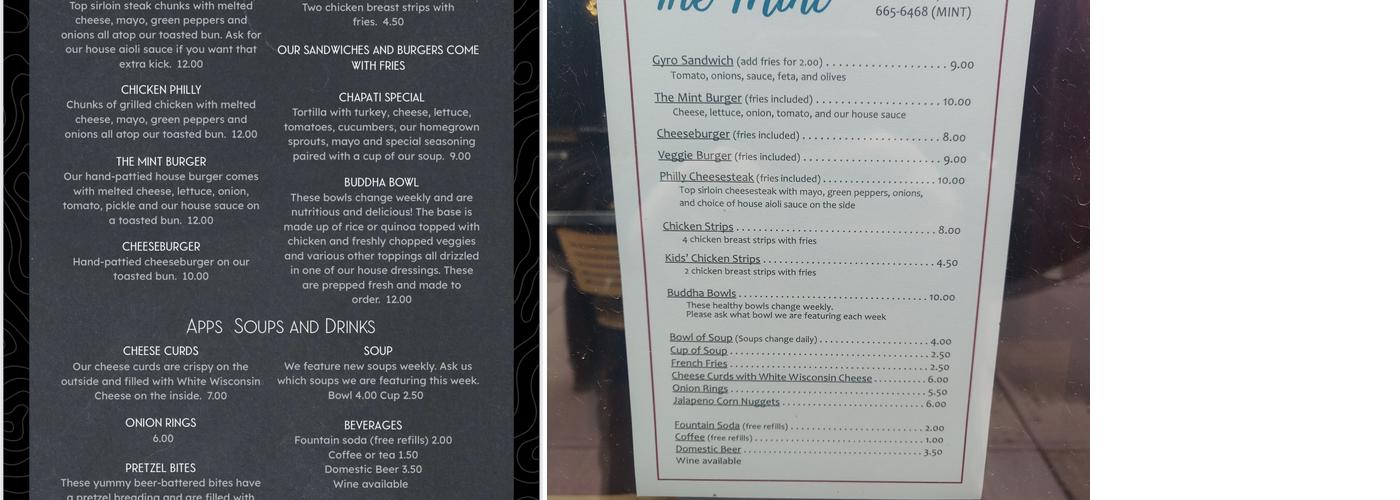 Top sirloin steak chunks with melted
cheese, mayo, green peppers and
onions all atop our toasted bun. Ask for
our house aioli sauce if you want that
extra kick. 12.00
CHICKEN PHILLY
Chunks of grilled chicken with melted
cheese, mayo, green peppers and
onions all atop our toasted bun. 12.00
THE MINT BURGER
Our hand-pattied house burger comes
with melted cheese, lettuce, onion,
tomato, pickle and our house sauce on
a toasted bun. 12.00
CHEESEBURGER
Hand-pattied cheeseburger on our
toasted bun. 10.00
Two chicken breast strips with
fries. 4.50
OUR SANDWICHES AND BURGERS COME
WITH FRIES
CHAPATI SPECIAL
Tortilla with turkey, cheese, lettuce,
tomatoes, cucumbers, our homegrown
sprouts, mayo and special seasoning
paired with a cup of our soup. 9.00
BUDDHA BOWL
These bowls change weekly and are
nutritious and delicious! The base is
made up of rice or quinoa topped with
chicken and freshly chopped veggies
and various other toppings all drizzled
in one of our house dressings. These
are prepped fresh and made to
order. 12.00
APPS SOUPS AND DRINKS
CHEESE CURDS
Our cheese curds are crispy on the
outside and filled with White Wisconsin
Cheese on the inside. 7.00
ONION RINGS
6.00
PRETZEL BITES
These yummy beer-battered bites have
a pretzel breading and are filled with
SOUP
We feature new soups weekly. Ask us
which soups we are featuring this week.
Bowl 4.00 Cup 2.50
BEVERAGES
Fountain soda (free refills) 2.00
Coffee or tea 1.50
Domestic Beer 3.50
Wine available
The Mint
665-6468 (MINT)
Gyro Sandwich (add fries for 2.00) . . . . . . . . . . . . . . . . . . . . 9.00
Tomato, onions, sauce, feta, and olives
The Mint Burger (fries included) . . . . . . . . . . . . . . . . . . . . 10.00
Cheese, lettuce, onion, tomato, and our house sauce
Cheeseburger (fries included) . . . . . . . . . . . . . . . . . . . . 8.00
Veggie Burger (fries included) . . . . . . . . . . . . . . . . . . . . 9.00
Philly Cheesesteak (fries included) . . . . . . . . . . . . . . . . . . . . 10.00
Top sirloin cheesesteak with mayo, green peppers, onions,
and choice of house aioli sauce on the side
Chicken Strips . . . . . . . . . . . . . . . . . . . . 8.00
4 chicken breast strips with fries
Kids' Chicken Strips . . . . . . . . . . . . . . . . . . . . 4.50
2 chicken breast strips with fries
Buddha Bowls . . . . . . . . . . . . . . . . . . . . 10.00
These healthy bowls change weekly.
Please ask what bowl we are featuring each week
Bowl of Soup (Soups change daily) . . . . . . . . . . . . . . . . . . . . 4.00
Cup of Soup . . . . . . . . . . . . . . . . . . . . 2.50
French Fries . . . . . . . . . . . . . . . . . . . . 2.50
Cheese Curds with White Wisconsin Cheese . . . . . . . . . . 6.00
Onion Rings . . . . . . . . . . . . . . . . . . . . 5.50
Jalapeno Corn Nuggets . . . . . . . . . . . . . . . . . . . . 6.00
Fountain Soda (free refills) . . . . . . . . . . . . . . . . . . . . 2.00
Coffee (free refills) . . . . . . . . . . . . . . . . . . . . 1.00
Domestic Beer . . . . . . . . . . . . . . . . . . . . 3.50
Wine available